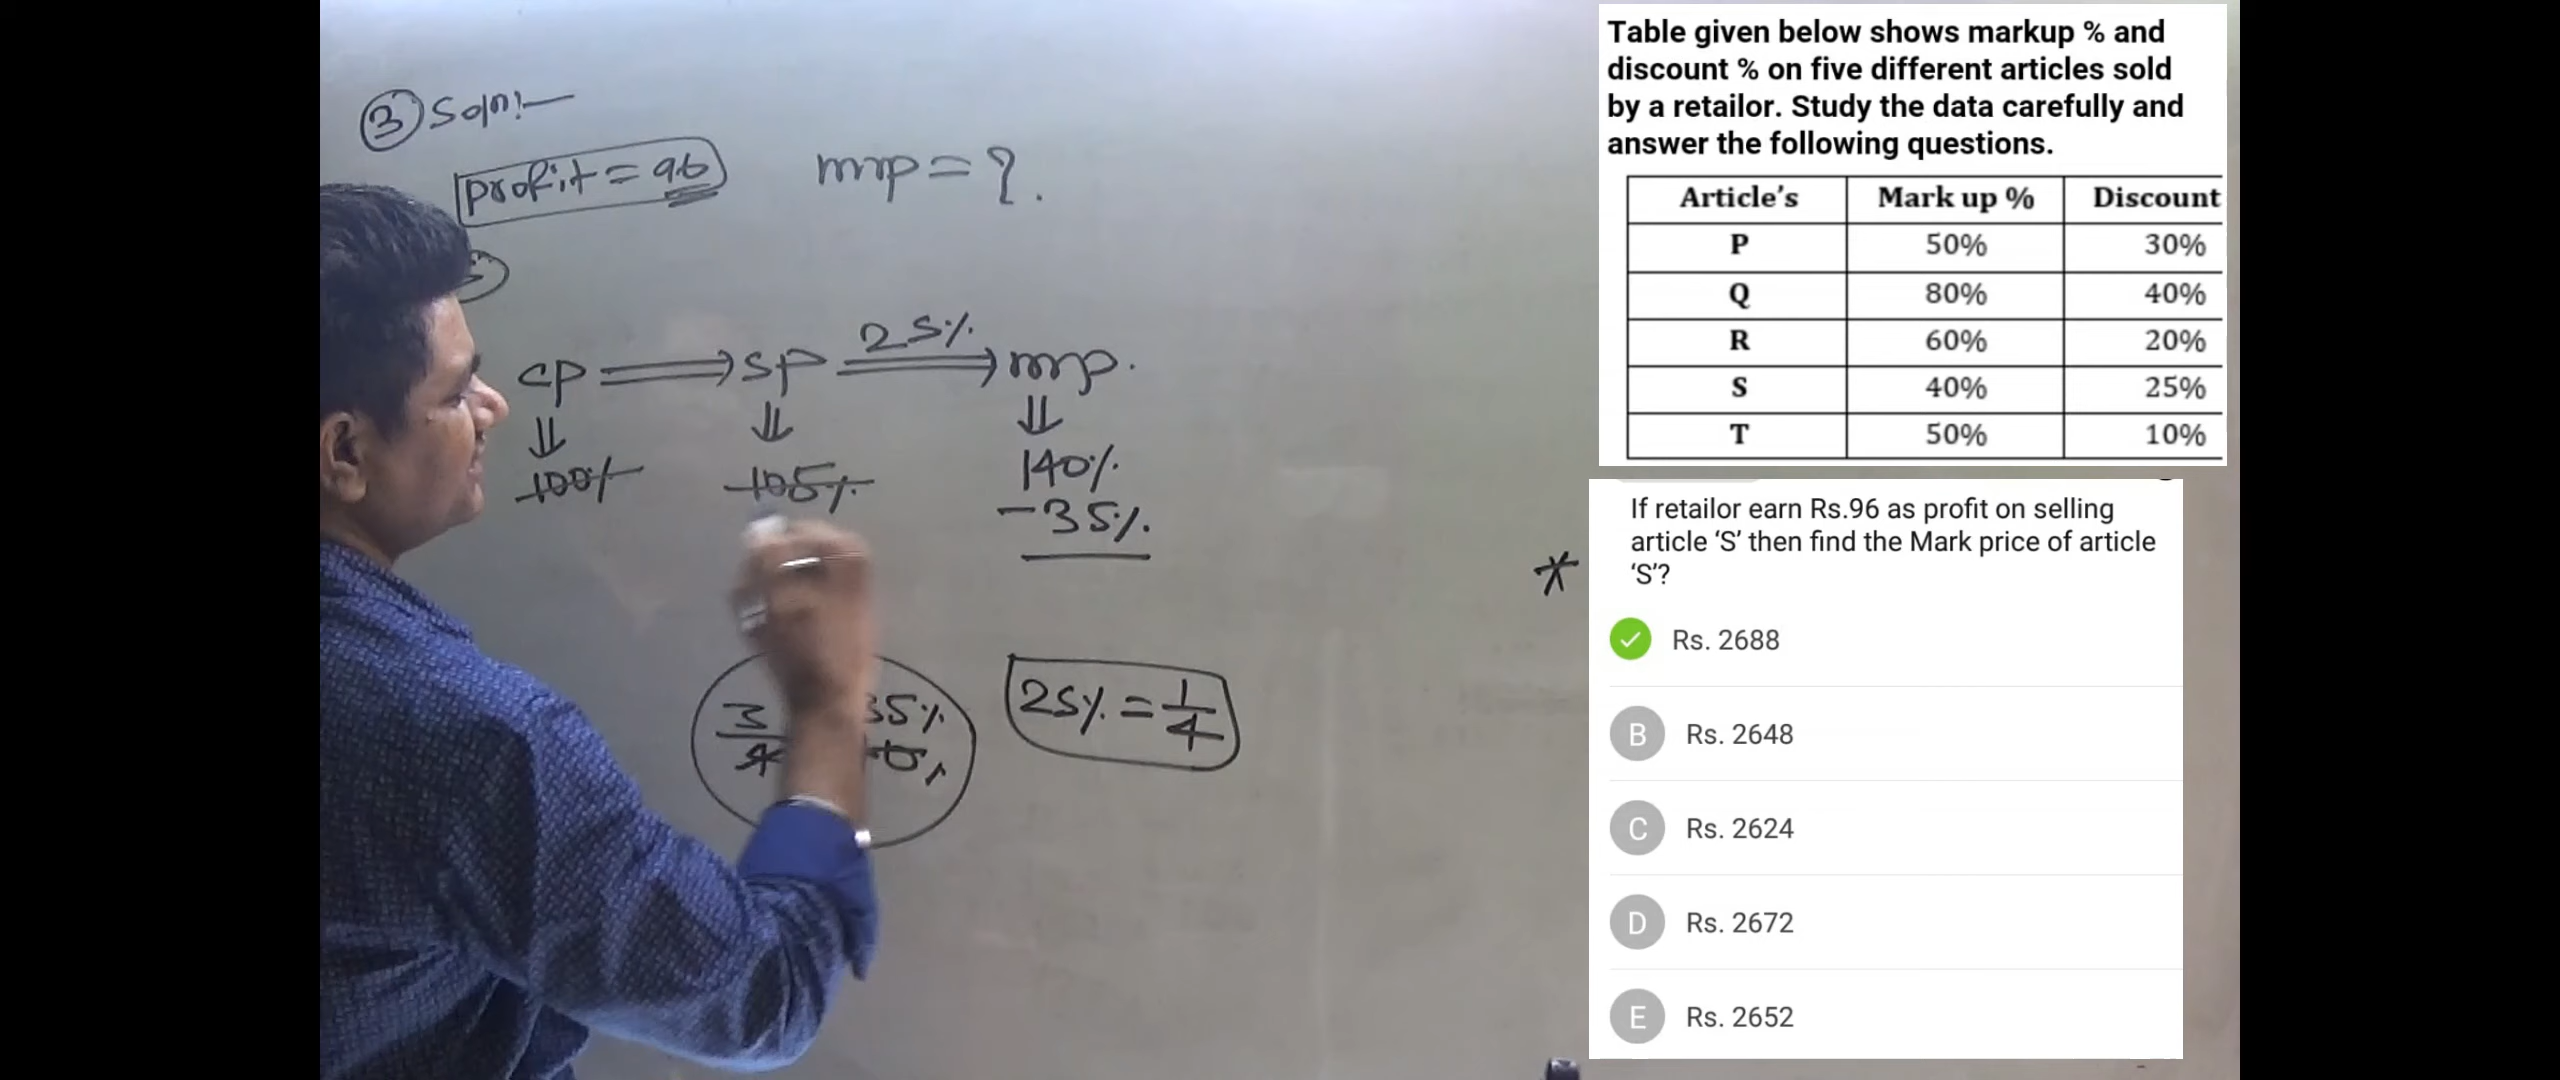 ③ Soln:-
profit = 96 mp = ?.
25%
cp ⟹ sp ⟹ mp.
⇓ ⇓ ⇓
100% 105% 140%
-35%
3
4
35%
25% = 1/4
*
Table given below shows markup % and
discount % on five different articles sold
by a retailor. Study the data carefully and
answer the following questions.
Article's Mark up % Discount
P 50% 30%
Q 80% 40%
R 60% 20%
S 40% 25%
T 50% 10%
If retailor earn Rs.96 as profit on selling
article ‘S’ then find the Mark price of article
‘S’?
Rs. 2688
B Rs. 2648
C Rs. 2624
D Rs. 2672
E Rs. 2652